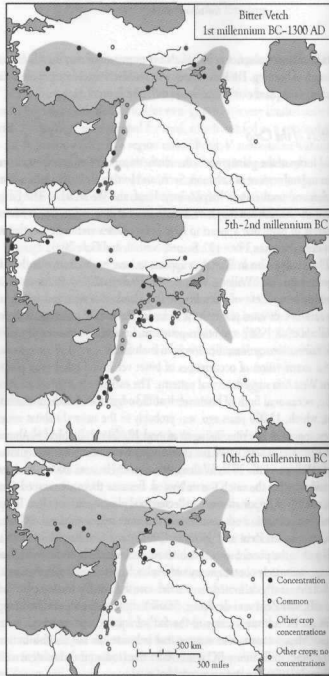 Bitter Vetch
1st millennium BC–1300 AD
5th–2nd millennium BC
10th–6th millennium BC
Concentration
Common
Other crop
concentrations
Other crops; no
concentrations
0 300 km
300 miles